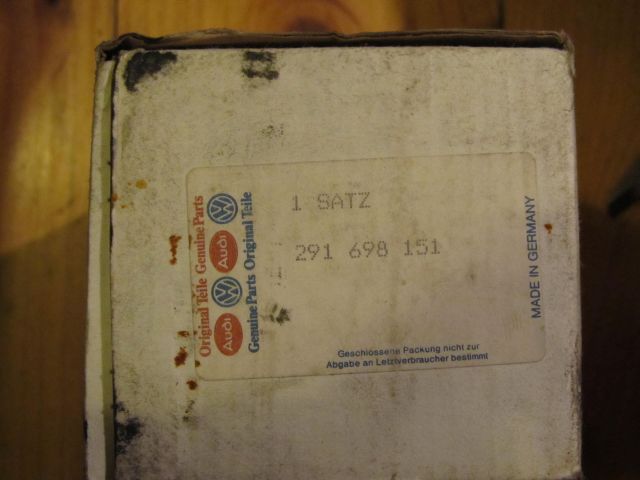 1 SATZ
291 698 151
Original Teile Genuine Parts
Audi Audi
Genuine Parts Original Teile
MADE IN GERMANY
Geschlossene Packung nicht zur
Abgabe an Letztverbraucher bestimmt